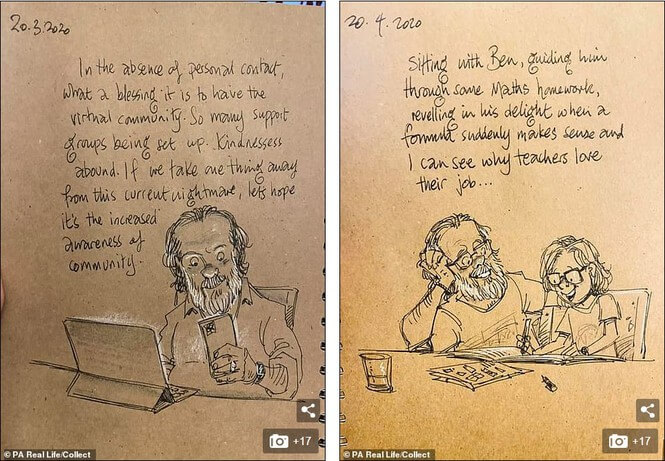 20.3.2020
In the absence of personal contact,
what a blessing it is to have the
virtual community. So many support
groups being set up. Kindnessess
abound. If we take one thing away
from this current nightmare, lets hope
it's the increased
awareness of
community.
+17
© PA Real Life/Collect
20.4.2020
Sitting with Ben, guiding him
through some Maths homework,
revelling in his delight when a
formula suddenly makes sense and
I can see why teachers love
their job...
+17
© PA Real Life/Collect